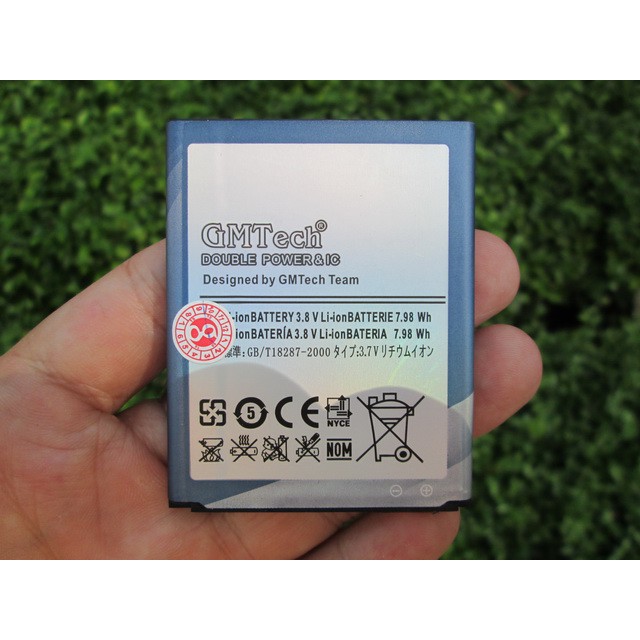 GMTech®
DOUBLE POWER & IC
Designed by GMTech Team
-ionBATTERY 3.8 V Li-ionBATTERIE 7.98 Wh
-ionBATERÍA 3.8 V Li-ionBATERIA 7.98 Wh
準: GB/T18287-2000 タイプ:3.7V リチウムイオン
5 CE NYCE
NOM